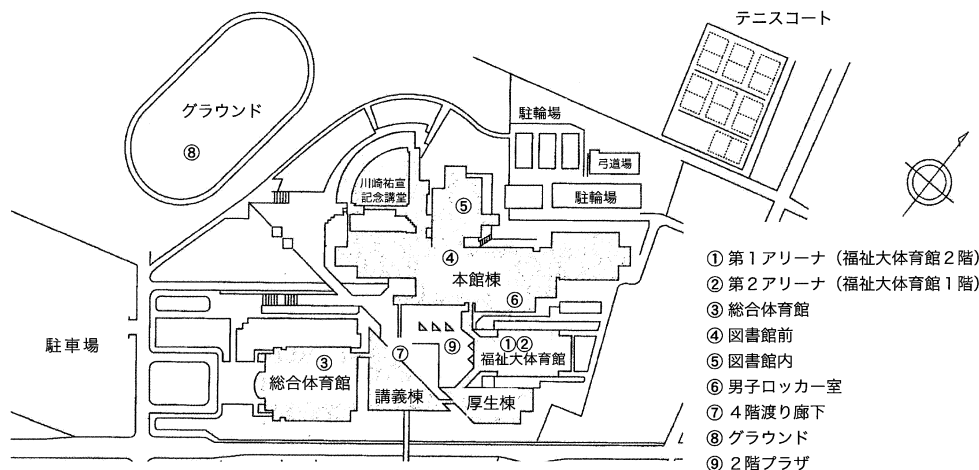 テニスコート
グラウンド
⑧
駐輪場
弓道場
駐輪場
川崎祐宣
記念講堂
⑤
④
本館棟
⑥
駐車場
③
総合体育館
⑦
講義棟
⑨
①②
福祉大体育館
厚生棟
① 第1アリーナ（福祉大体育館2階）
② 第2アリーナ（福祉大体育館1階）
③ 総合体育館
④ 図書館前
⑤ 図書館内
⑥ 男子ロッカー室
⑦ 4階渡り廊下
⑧ グラウンド
⑨ 2階プラザ